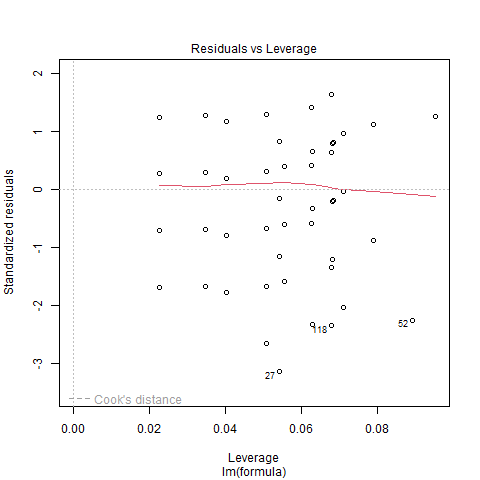 Residuals vs Leverage
Standardized residuals
2
1
0
-1
-2
-3
27
118
52
Cook's distance
0.00 0.02 0.04 0.06 0.08
Leverage
lm(formula)